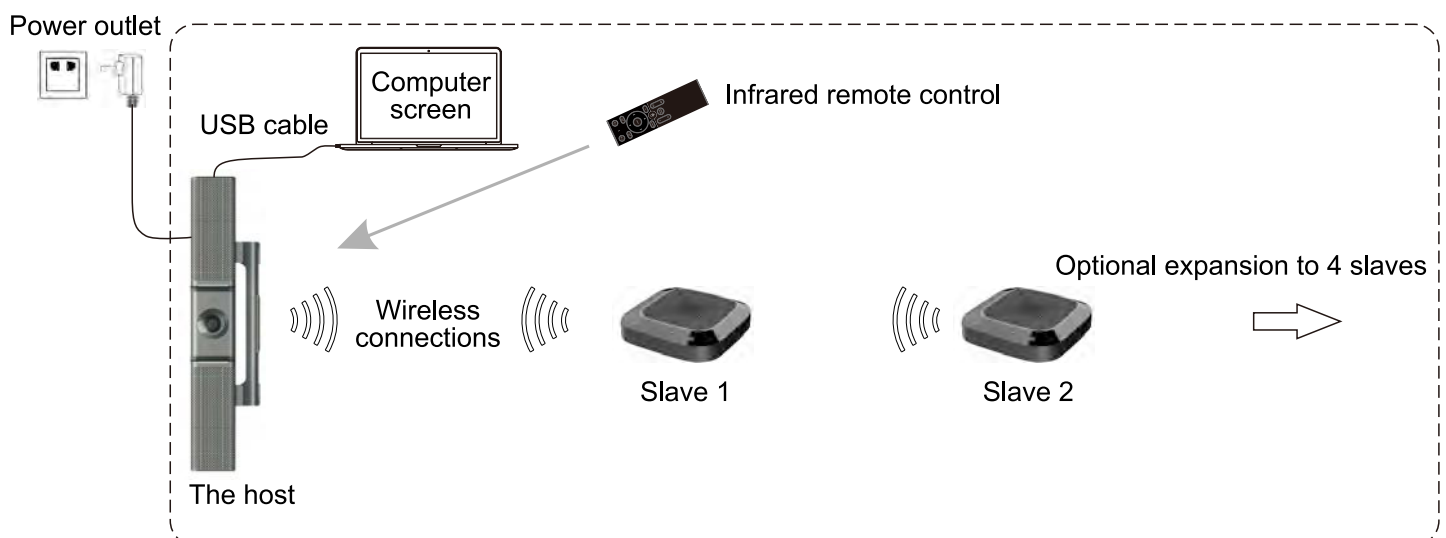 Power outlet
Computer
screen
Infrared remote control
USB cable
Optional expansion to 4 slaves
Wireless
connections
Slave 1
Slave 2
The host